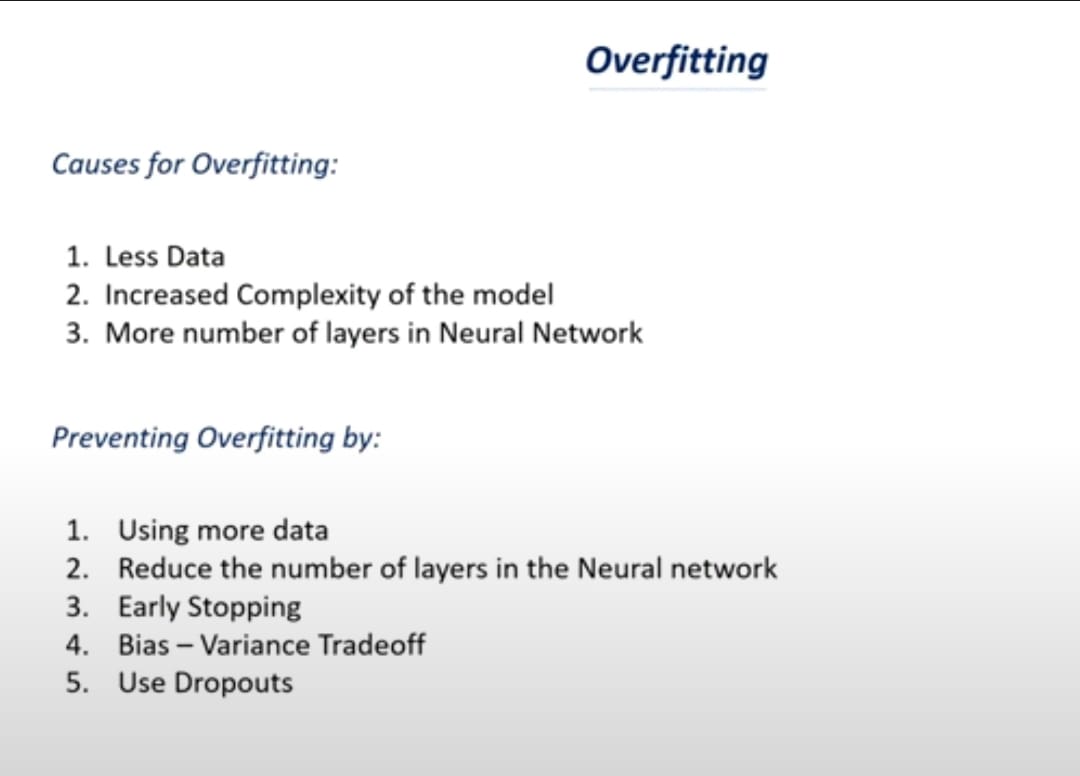 Overfitting
Causes for Overfitting:
1. Less Data
2. Increased Complexity of the model
3. More number of layers in Neural Network
Preventing Overfitting by:
1. Using more data
2. Reduce the number of layers in the Neural network
3. Early Stopping
4. Bias – Variance Tradeoff
5. Use Dropouts